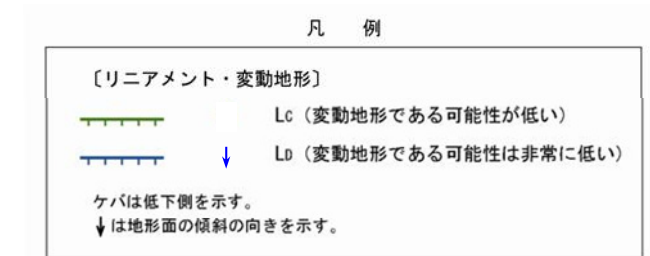 凡 例
〔リニアメント・変動地形〕
LC（変動地形である可能性が低い）
LD（変動地形である可能性は非常に低い）
ケバは低下側を示す。
↓は地形面の傾斜の向きを示す。